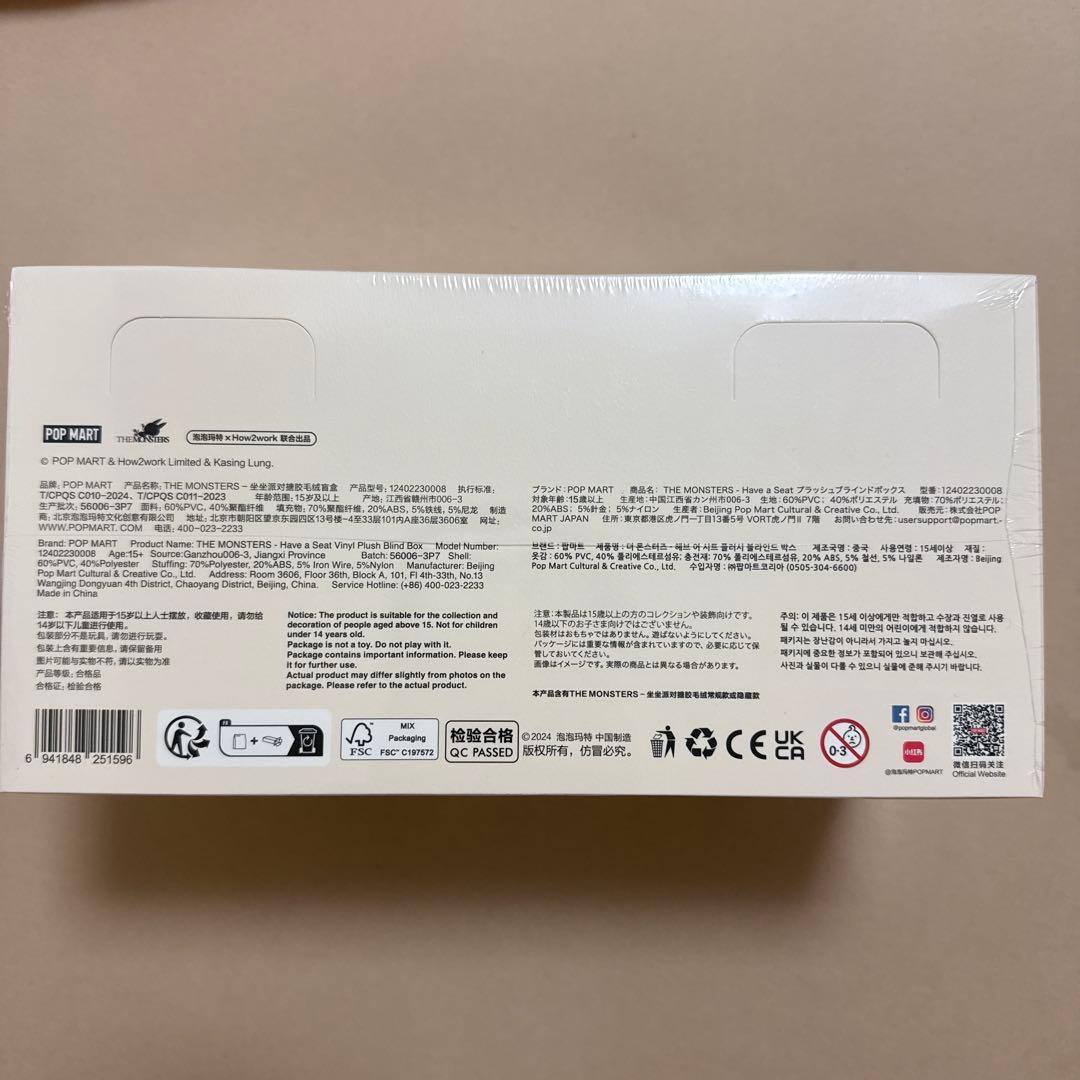 POP MART THE MONSTERS 泡泡玛特 × How2work 联合出品
© POP MART & How2work Limited & Kasing Lung.
品牌: POP MART 产品名称: THE MONSTERS – 坐坐派对搪胶毛绒盲盒 产品型号: 12402230008 执行标准:
T/CPQS C010–2024、T/CPQS C011–2023 年龄范围: 15岁及以上 产地: 江西省赣州市006–3
生产批次: 56006-3P7 面料: 60%PVC, 40%聚酯纤维 填充物: 70%聚酯纤维, 20%ABS, 5%铁线, 5%尼龙 制造
商: 北京泡泡玛特文化创意有限公司 地址: 北京市朝阳区望京东园四区13号楼–4至33层101内A座36层3606室 网址:
WWW.POPMART.COM 电话: 400-023-2233
Brand: POP MART Product Name: THE MONSTERS - Have a Seat Vinyl Plush Blind Box Model Number:
12402230008 Age:15+ Source:Ganzhou006-3, Jiangxi Province Batch: 56006-3P7 Shell:
60%PVC, 40%Polyester Stuffing: 70%Polyester, 20%ABS, 5% Iron Wire, 5%Nylon Manufacturer: Beijing
Pop Mart Cultural & Creative Co., Ltd. Address: Room 3606, Floor 36th, Block A, 101, Fl 4th-33th, No.13
Wangjing Dongyuan 4th District, Chaoyang District, Beijing, China. Service Hotline: (+86) 400-023-2233
Made in China
ブランド: POP MART 商品名: THE MONSTERS - Have a Seat プラッシュブラインドボックス 型番: 12402230008
対象年齢:15歳以上 生産地: 中国江西省カン州市006-3 生地: 60%PVC; 40%ポリエステル 充填物: 70%ポリエステル;
20%ABS; 5%針金; 5%ナイロン 生産者: Beijing Pop Mart Cultural & Creative Co., Ltd. 販売元: 株式会社POP
MART JAPAN 住所: 東京都港区虎ノ門一丁目13番5号 VORT虎ノ門Ⅱ 7階 お問い合わせ先: usersupport@popmart.-
co.jp
브랜드: 팝마트 제품명: 더 몬스터즈 - 해브 어 시트 플러시 블라인드 박스 제조국명: 중국 사용연령: 15세이상 재질:
옷감: 60% PVC, 40% 폴리에스테르섬유; 충전재: 70% 폴리에스테르섬유, 20% ABS, 5% 철선, 5% 나일론 제조자명: Beijing
Pop Mart Cultural & Creative Co., Ltd. 수입자명: ㈜팝마트코리아 (0505-304-6600)
注意: 本产品适用于15岁以上人士摆放，收藏使用，请勿给
14岁以下儿童进行使用。
包装部分不是玩具，请勿进行玩耍。
包装上含有重要信息，请保留备用
图片可能与实物不符，请以实物为准
产品等级: 合格品
合格证: 检验合格
Notice: The product is suitable for the collection and
decoration of people aged above 15. Not for children
under 14 years old.
Package is not a toy. Do not play with it.
Package contains important information. Please keep
it for further use.
Actual product may differ slightly from photos on the
package. Please refer to the actual product.
注意:本製品は15歳以上の方のコレクションや装飾向けです。
14歳以下のお子さま向けではございません。
包装材はおもちゃではありません。遊ばないようにしてください。
パッケージには重要な情報が含まれていますので、必要に応じて保
管しておいてください。
画像はイメージです。実際の商品とは異なる場合があります。
주의: 이 제품은 15세 이상에게만 적합하고 수장과 진열로 사용
될 수 있습니다. 14세 미만의 어린이에게 적합하지 않습니다.
패키지는 장난감이 아니라서 가지고 놀지 마십시오.
패키지에 중요한 정보가 포함되어 있으니 보관해 주십시오.
사진과 실물이 다를 수 있으니 실물에 준해 주시기 바랍니다.
本产品含有THE MONSTERS – 坐坐派对搪胶毛绒常规款或隐藏款
6 941848 251596
FR
FSC MIX
Packaging
FSC™ C197572
检验合格
QC PASSED
©2024 泡泡玛特 中国制造
版权所有，仿冒必究。
CE UK
CA
0-3
@popmartglobal
小红书
@泡泡玛特POPMART
微信扫码关注
Official Website